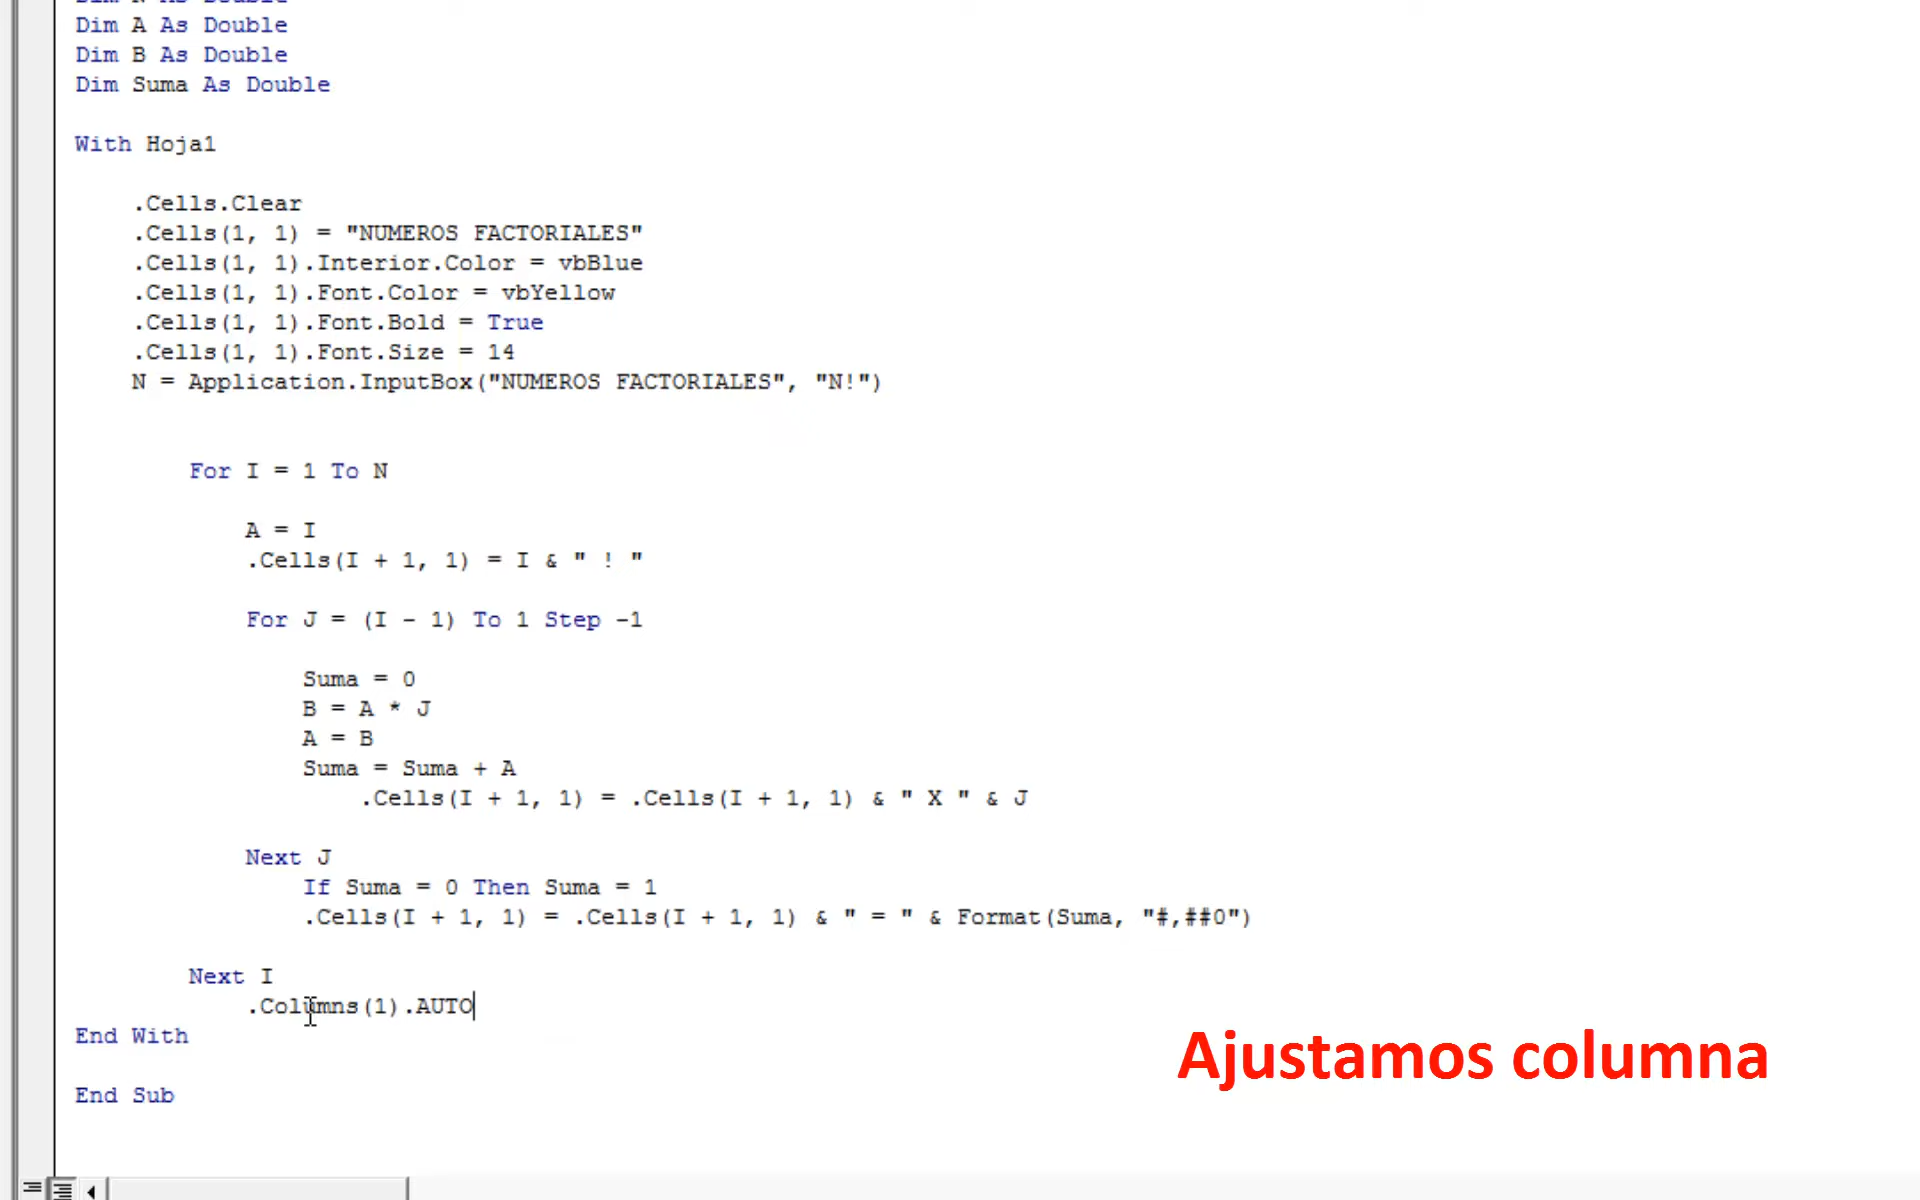 Dim A As Double
Dim B As Double
Dim Suma As Double
With Hoja1
.Cells.Clear
.Cells(1, 1) = "NUMEROS FACTORIALES"
.Cells(1, 1).Interior.Color = vbBlue
.Cells(1, 1).Font.Color = vbYellow
.Cells(1, 1).Font.Bold = True
.Cells(1, 1).Font.Size = 14
N = Application.InputBox("NUMEROS FACTORIALES", "N!")
For I = 1 To N
A = I
.Cells(I + 1, 1) = I & " ! "
For J = (I - 1) To 1 Step -1
Suma = 0
B = A * J
A = B
Suma = Suma + A
.Cells(I + 1, 1) = .Cells(I + 1, 1) & " X " & J
Next J
If Suma = 0 Then Suma = 1
.Cells(I + 1, 1) = .Cells(I + 1, 1) & " = " & Format(Suma, "#,##0")
Next I
.Columns(1).AUTO
End With
Ajustamos columna
End Sub